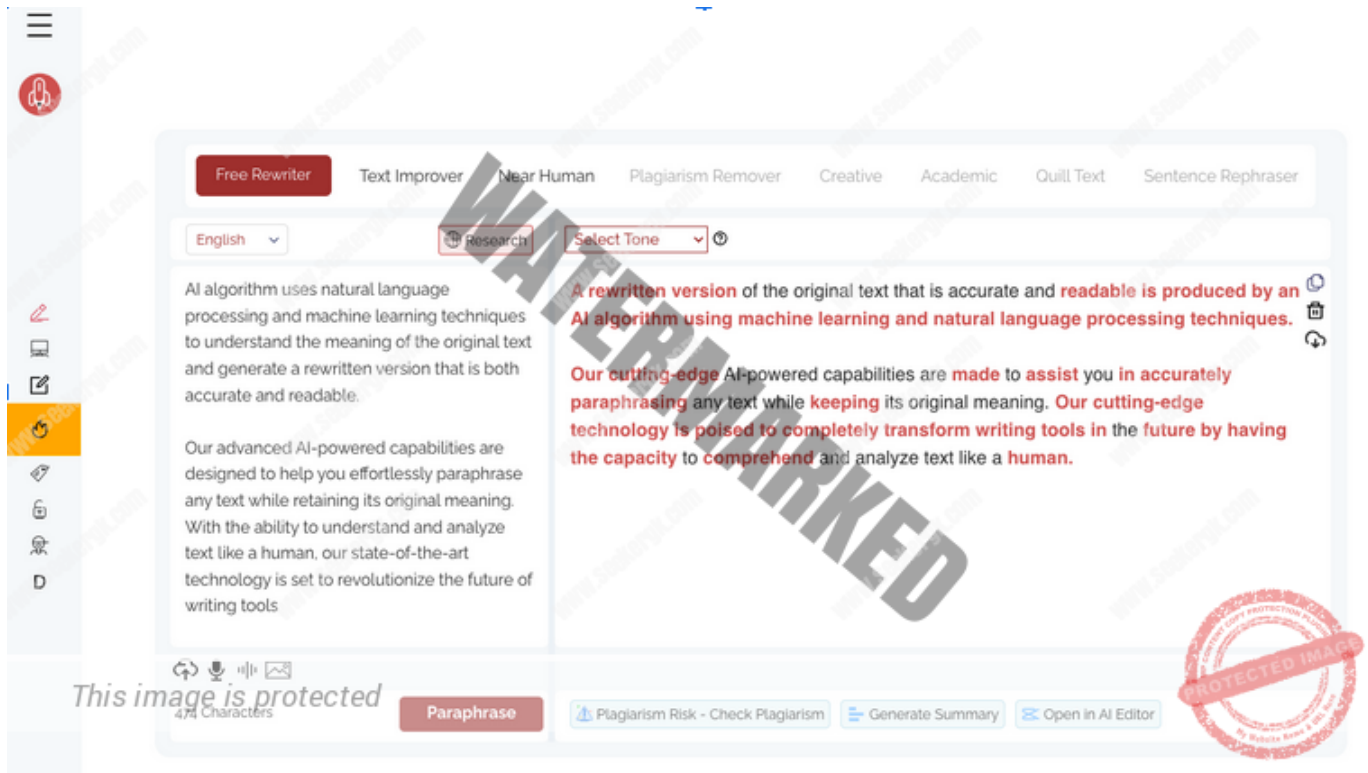 Free Rewriter Text Improver Near Human Plagiarism Remover Creative Academic Quill Text Sentence Rephraser
English Research Select Tone
AI algorithm uses natural language
processing and machine learning techniques
to understand the meaning of the original text
and generate a rewritten version that is both
accurate and readable.
Our advanced AI-powered capabilities are
designed to help you effortlessly paraphrase
any text while retaining its original meaning.
With the ability to understand and analyze
text like a human, our state-of-the-art
technology is set to revolutionize the future of
writing tools
A rewritten version of the original text that is accurate and readable is produced by an
AI algorithm using machine learning and natural language processing techniques.
Our cutting-edge AI-powered capabilities are made to assist you in accurately
paraphrasing any text while keeping its original meaning. Our cutting-edge
technology is poised to completely transform writing tools in the future by having
the capacity to comprehend and analyze text like a human.
WATERMARKED
D
This image is protected
474 Characters
Paraphrase
Plagiarism Risk - Check Plagiarism Generate Summary Open in AI Editor
CONTENT COPY PROTECTION PLUGIN
PROTECTED IMAGE
My Website Name & URL Here